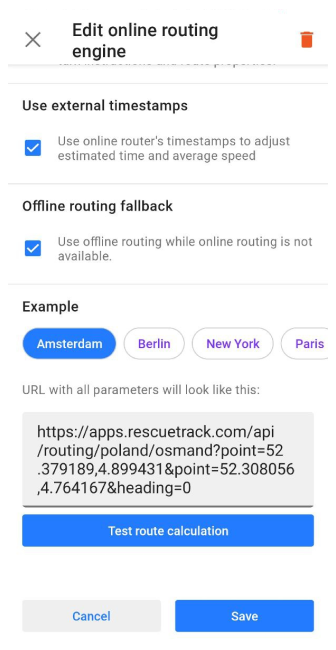 Edit online routing
engine
Use external timestamps
Use online router's timestamps to adjust
estimated time and average speed
Offline routing fallback
Use offline routing while online routing is not
available.
Example
Amsterdam Berlin New York Paris
URL with all parameters will look like this:
https://apps.rescuetrack.com/api
/routing/poland/osmand?point=52
.379189,4.899431&point=52.308056
,4.764167&heading=0
Test route calculation
Cancel Save